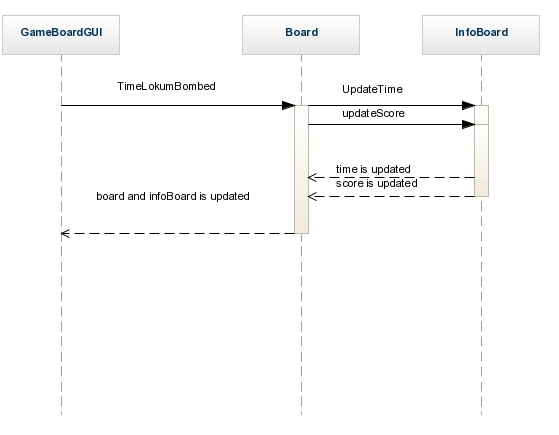 GameBoardGUI
Board
InfoBoard
TimeLokumBombed
UpdateTime
updateScore
time is updated
score is updated
board and infoBoard is updated